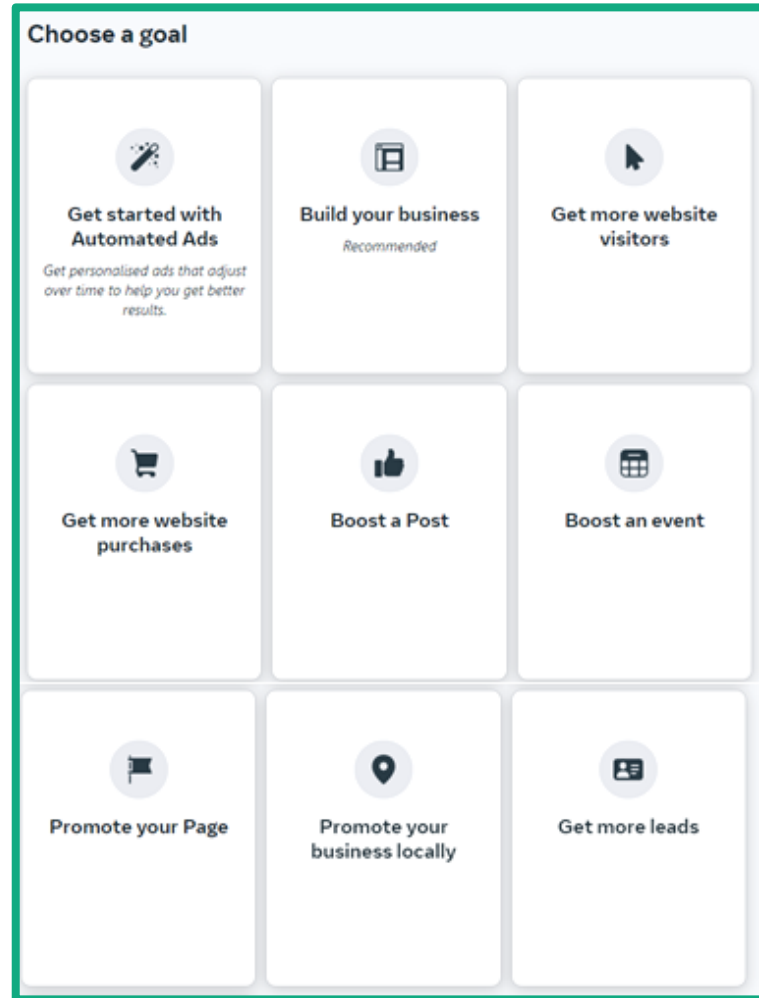 Choose a goal
Get started with
Automated Ads
Get personalised ads that adjust
over time to help you get better
results.
Build your business
Recommended
Get more website
visitors
Get more website
purchases
Boost a Post
Boost an event
Promote your Page
Promote your
business locally
Get more leads